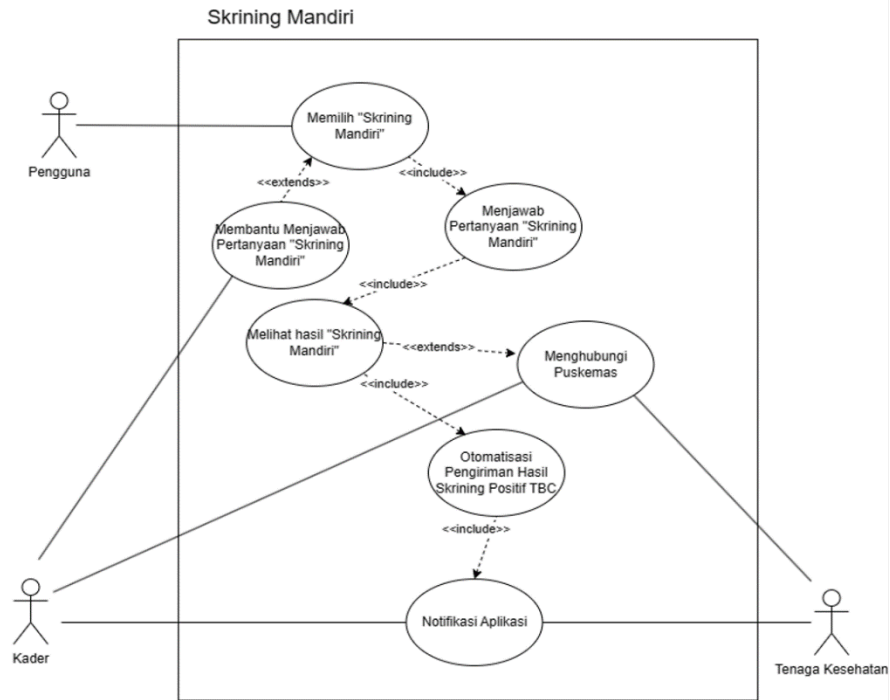 Skrining Mandiri
Memilih "Skrining
Mandiri"
Pengguna
<<extends>>
<<include>>
Membantu Menjawab
Pertanyaan "Skrining
Mandiri"
Menjawab
Pertanyaan "Skrining
Mandiri"
<<include>>
Melihat hasil "Skrining
Mandiri"
<<extends>>
Menghubungi
Puskemas
<<include>>
Otomatisasi
Pengiriman Hasil
Skrining Positif TBC
<<include>>
Notifikasi Aplikasi
Kader
Tenaga Kesehatan